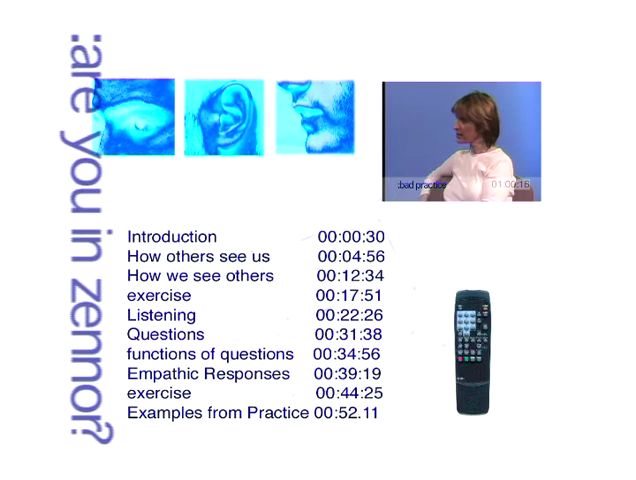 :are you in zennor?
:bad practice 01:00:16
Introduction 00:00:30
How others see us 00:04:56
How we see others 00:12:34
exercise 00:17:51
Listening 00:22:26
Questions 00:31:38
functions of questions 00:34:56
Empathic Responses 00:39:19
exercise 00:44:25
Examples from Practice 00:52.11